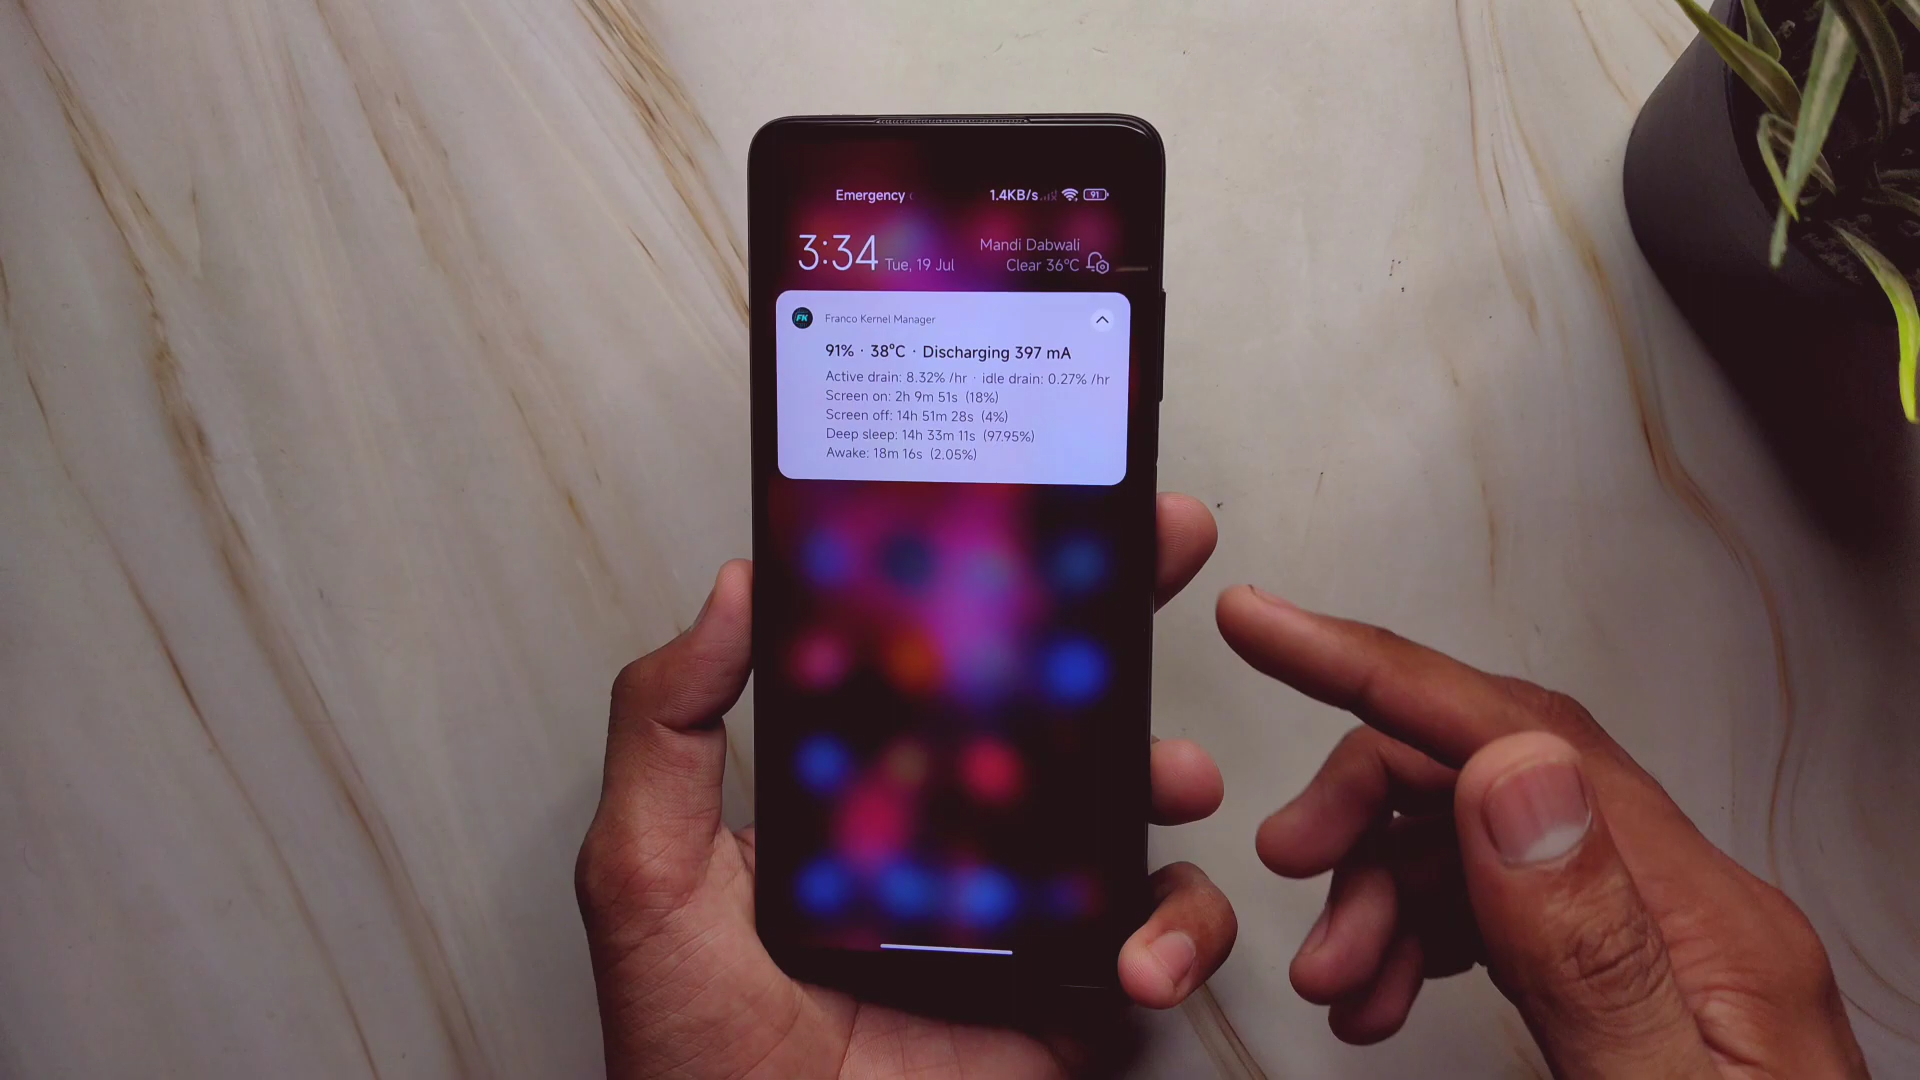 Emergency
1.4KB/s 91
3:34 Tue, 19 Jul
Mandi Dabwali
Clear 36°C
FK Franco Kernel Manager
91% · 38°C · Discharging 397 mA
Active drain: 8.32% /hr · idle drain: 0.27% /hr
Screen on: 2h 9m 51s (18%)
Screen off: 14h 51m 28s (4%)
Deep sleep: 14h 33m 11s (97.95%)
Awake: 18m 16s (2.05%)